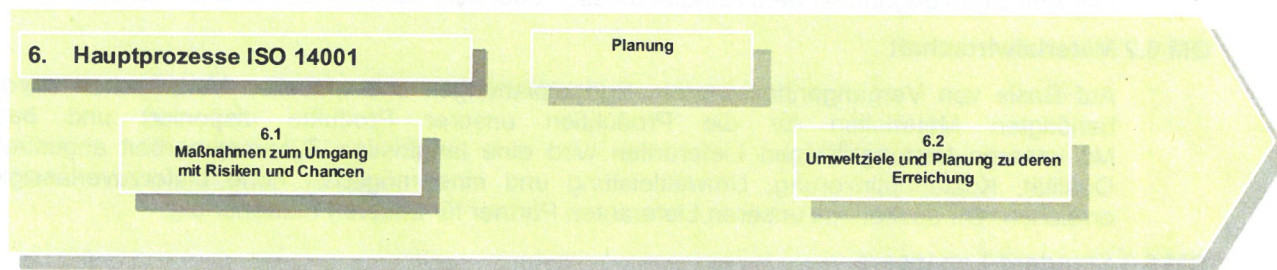 6. Hauptprozesse ISO 14001
Planung
6.1
Maßnahmen zum Umgang
mit Risiken und Chancen
6.2
Umweltziele und Planung zu deren
Erreichung